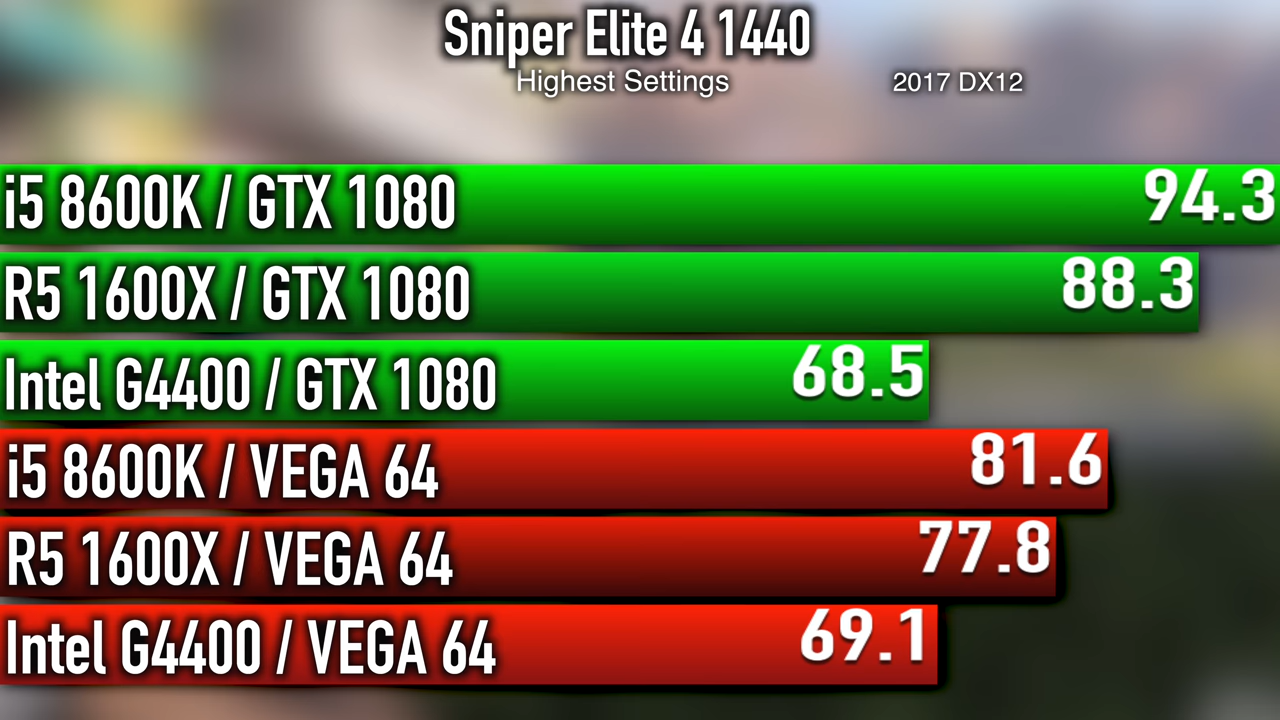 Sniper Elite 4 1440
Highest Settings 2017 DX12
i5 8600K / GTX 1080 94.3
R5 1600X / GTX 1080 88.3
Intel G4400 / GTX 1080 68.5
i5 8600K / VEGA 64 81.6
R5 1600X / VEGA 64 77.8
Intel G4400 / VEGA 64 69.1